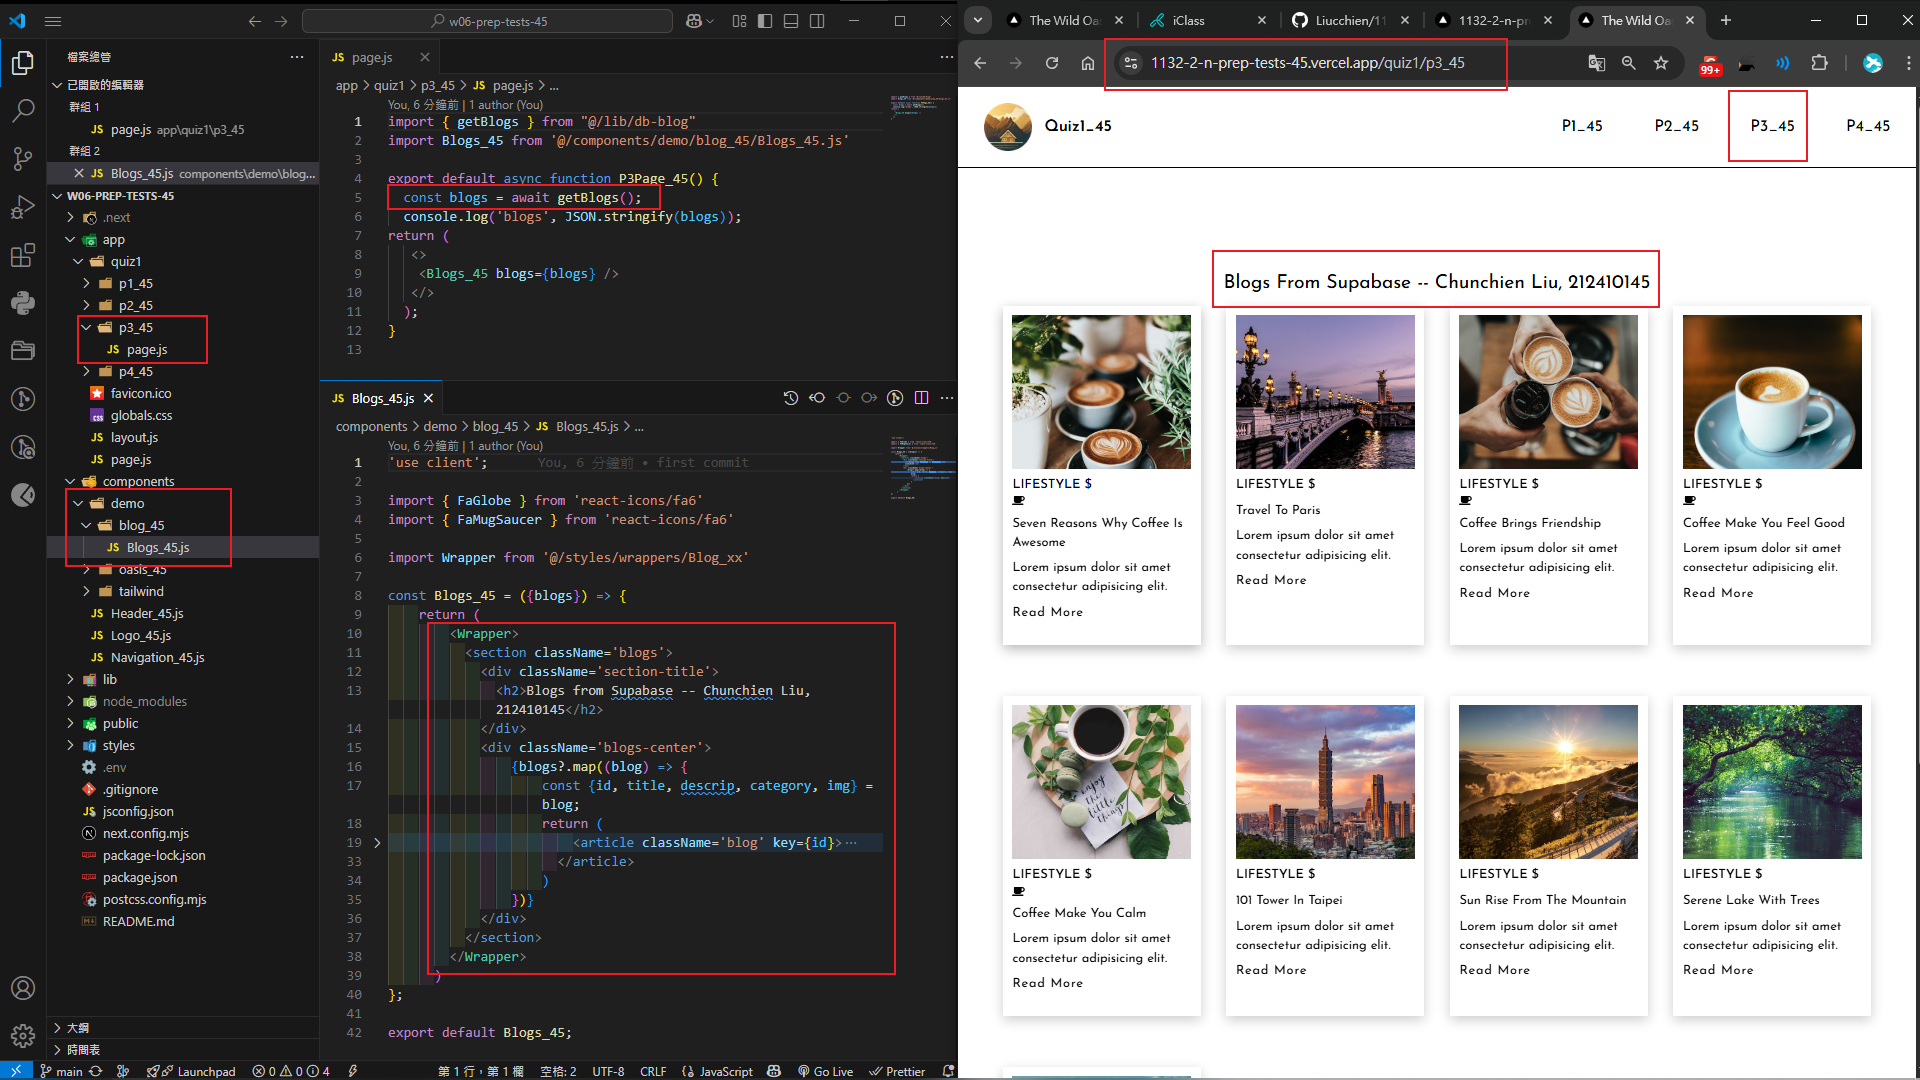 w06-prep-tests-45
檔案總管
已開啟的編輯器
群組 1
JS page.js app\quiz1\p3_45
群組 2
JS Blogs_45.js components\demo\blog...
W06-PREP-TESTS-45
.next
app
quiz1
p1_45
p2_45
p3_45
JS page.js
p4_45
favicon.ico
globals.css
JS layout.js
JS page.js
components
demo
blog_45
JS Blogs_45.js
oasis_45
tailwind
JS Header_45.js
JS Logo_45.js
JS Navigation_45.js
lib
node_modules
public
styles
.env
.gitignore
jsconfig.json
next.config.mjs
package-lock.json
package.json
postcss.config.mjs
README.md
大綱
時間表
JS page.js
app > quiz1 > p3_45 > JS page.js > ...
You, 6 分鐘前 | 1 author (You)
1 import { getBlogs } from "@/lib/db-blog"
2 import Blogs_45 from '@/components/demo/blog_45/Blogs_45.js'
3
4 export default async function P3Page_45() {
5 const blogs = await getBlogs();
6 console.log('blogs', JSON.stringify(blogs));
7 return (
8 <>
9 <Blogs_45 blogs={blogs} />
10 </>
11 );
12 }
13
JS Blogs_45.js
components > demo > blog_45 > JS Blogs_45.js > ...
You, 6 分鐘前 | 1 author (You)
1 'use client'; You, 6 分鐘前 • first commit
2
3 import { FaGlobe } from 'react-icons/fa6'
4 import { FaMugSaucer } from 'react-icons/fa6'
5
6 import Wrapper from '@/styles/wrappers/Blog_xx'
7
8 const Blogs_45 = ({blogs}) => {
9 return (
10 <Wrapper>
11 <section className='blogs'>
12 <div className='section-title'>
13 <h2>Blogs from Supabase -- Chunchien Liu,
212410145</h2>
14 </div>
15 <div className='blogs-center'>
16 {blogs?.map((blog) => {
17 const {id, title, descrip, category, img} =
blog;
18 return (
19 <article className='blog' key={id}>···
33 </article>
34 )
35 })}
36 </div>
37 </section>
38 </Wrapper>
39 )
40 };
41
42 export default Blogs_45;
main 
Launchpad
0 0 4
第 1 行，第 1 欄
空格: 2
UTF-8
CRLF
{} JavaScript
Go Live
Prettier
The Wild Oa
iClass
Liucchien/11
1132-2-n-pr
The Wild Oa
1132-2-n-prep-tests-45.vercel.app/quiz1/p3_45
99+
Quiz1_45
P1_45
P2_45
P3_45
P4_45
Blogs From Supabase -- Chunchien Liu, 212410145
LIFESTYLE $
Seven Reasons Why Coffee Is
Awesome
Lorem ipsum dolor sit amet
consectetur adipisicing elit.
Read More
LIFESTYLE $
Travel To Paris
Lorem ipsum dolor sit amet
consectetur adipisicing elit.
Read More
LIFESTYLE $
Coffee Brings Friendship
Lorem ipsum dolor sit amet
consectetur adipisicing elit.
Read More
LIFESTYLE $
Coffee Make You Feel Good
Lorem ipsum dolor sit amet
consectetur adipisicing elit.
Read More
enjoy
the
little
things
LIFESTYLE $
Coffee Make You Calm
Lorem ipsum dolor sit amet
consectetur adipisicing elit.
Read More
LIFESTYLE $
101 Tower In Taipei
Lorem ipsum dolor sit amet
consectetur adipisicing elit.
Read More
LIFESTYLE $
Sun Rise From The Mountain
Lorem ipsum dolor sit amet
consectetur adipisicing elit.
Read More
LIFESTYLE $
Serene Lake With Trees
Lorem ipsum dolor sit amet
consectetur adipisicing elit.
Read More